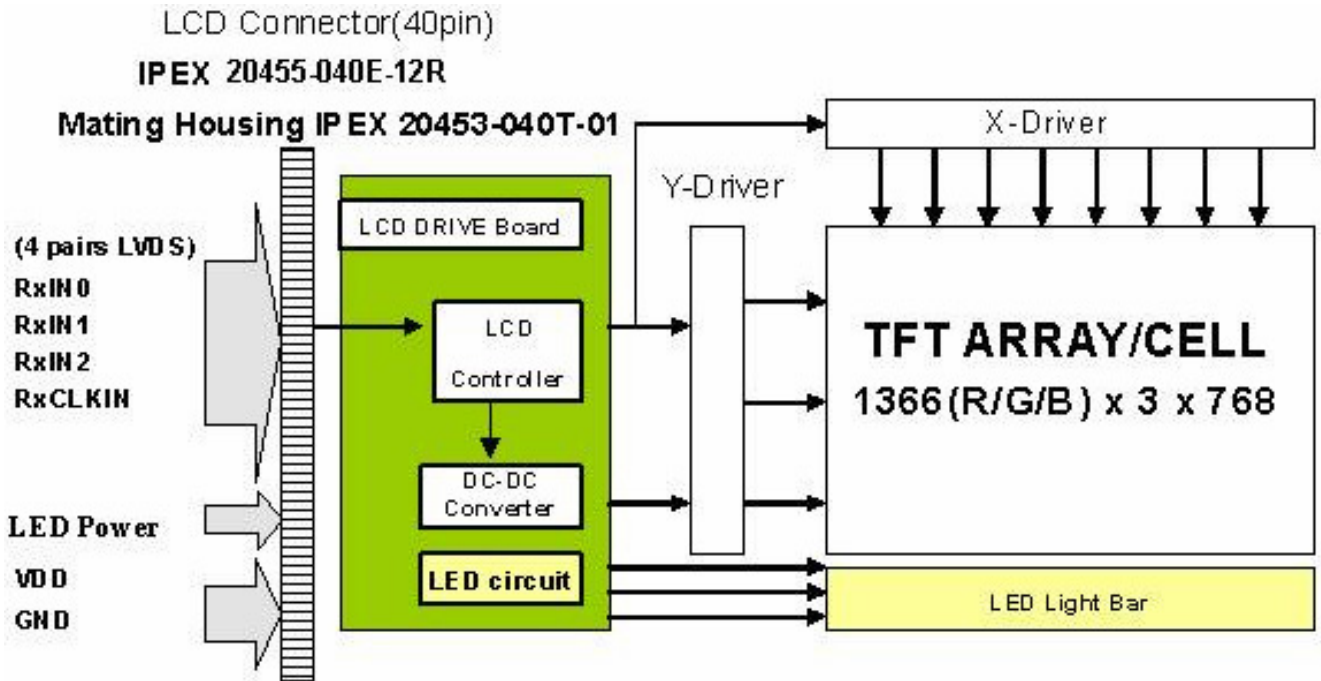 LCD Connector(40pin)
IPEX 20455-040E-12R
Mating Housing IPEX 20453-040T-01
X-Driver
Y-Driver
LCD DRIVE Board
(4 pairs LVDS)
RxIN0
RxIN1
RxIN2
RxCLKIN
LCD
Controller
TFT ARRAY/CELL
1366(R/G/B) x 3 x 768
DC-DC
Converter
LED Power
VDD
GND
LED circuit
LED Light Bar